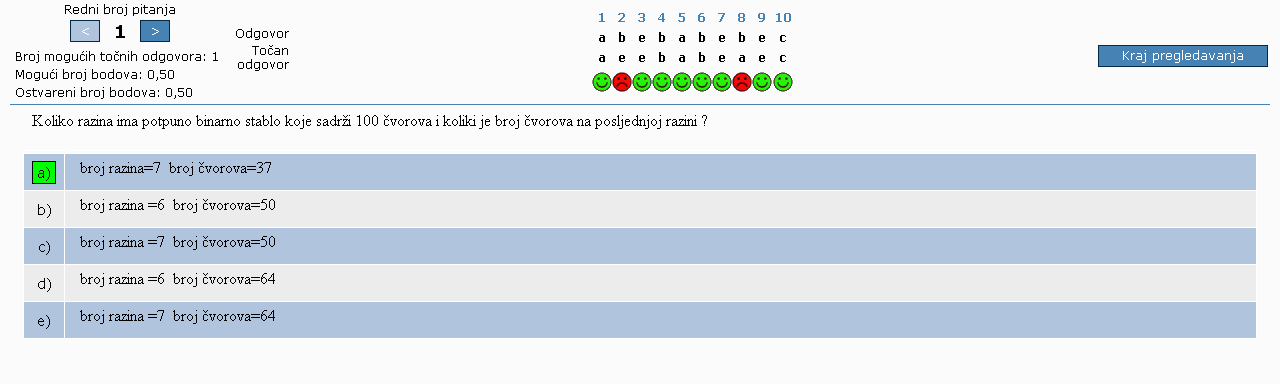 Redni broj pitanja
< 1 >
Broj mogućih točnih odgovora: 1
Mogući broj bodova: 0,50
Ostvareni broj bodova: 0,50
1 2 3 4 5 6 7 8 9 10
Odgovor a b e b a b e b e c
Točan odgovor a e e b a b e a e c
Kraj pregledavanja
Koliko razina ima potpuno binarno stablo koje sadrži 100 čvorova i koliki je broj čvorova na posljednjoj razini ?
a) broj razina=7 broj čvorova=37
b) broj razina =6 broj čvorova=50
c) broj razina =7 broj čvorova=50
d) broj razina =6 broj čvorova=64
e) broj razina =7 broj čvorova=64